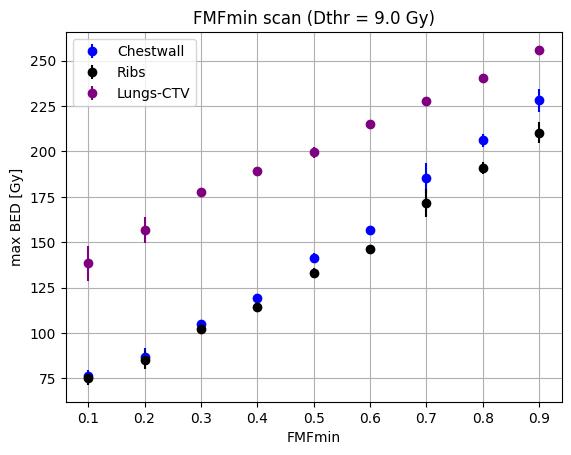 FMFmin scan (Dthr = 9.0 Gy)
Chestwall
Ribs
Lungs-CTV
max BED [Gy]
250
225
200
175
150
125
100
75
0.1 0.2 0.3 0.4 0.5 0.6 0.7 0.8 0.9
FMFmin